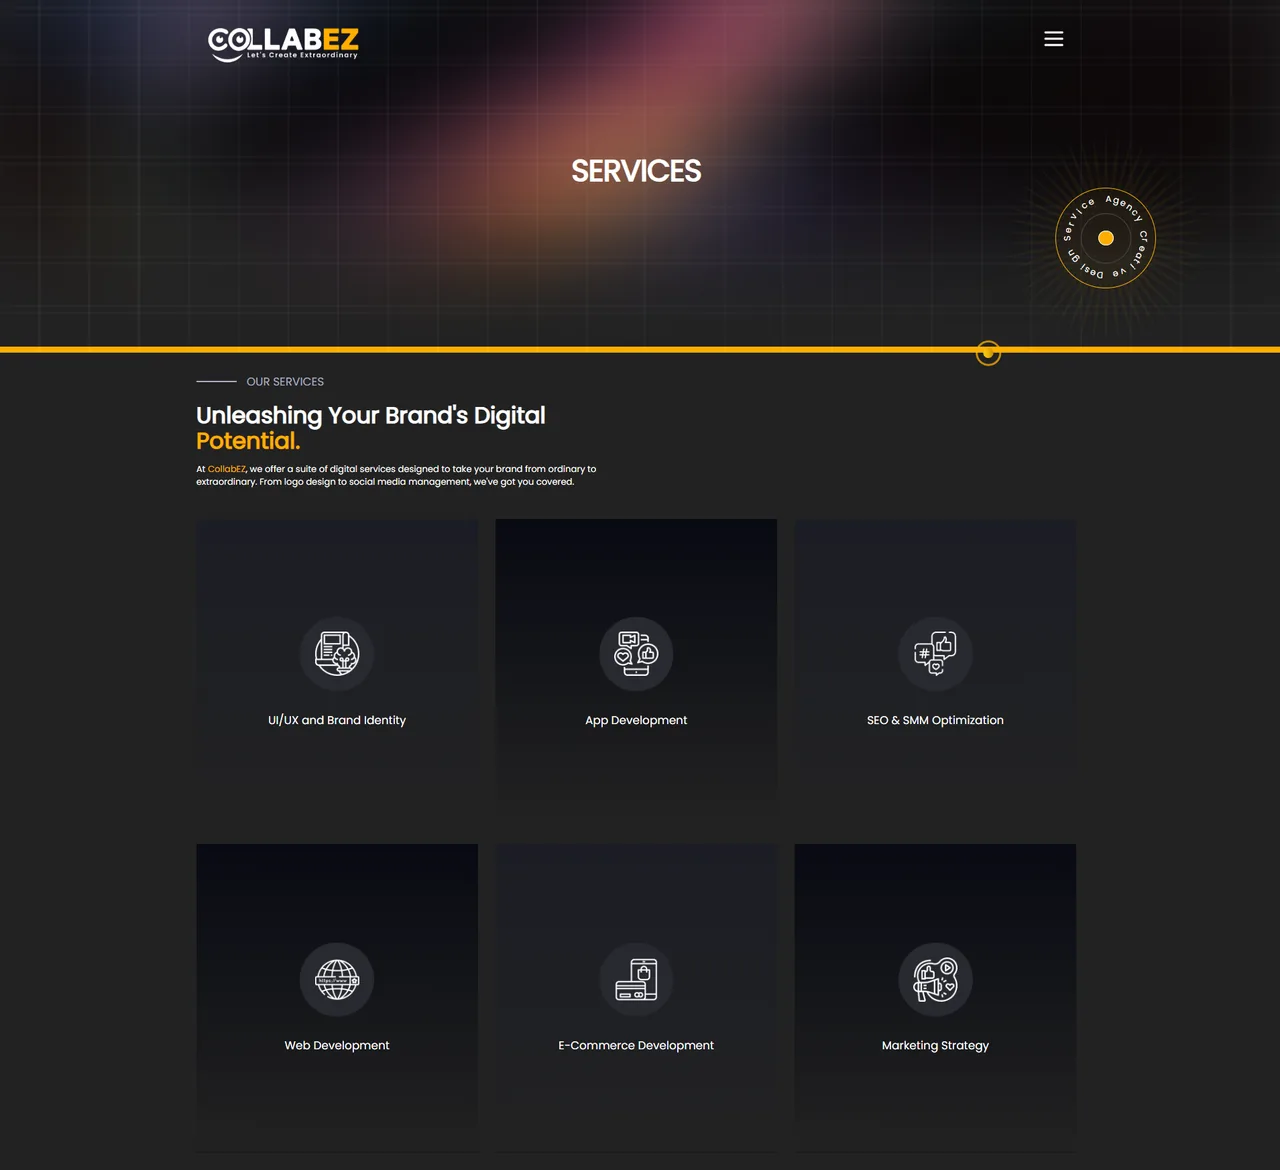 COLLABEZ
Let's Create Extraordinary
SERVICES
Service Agency Creative Design
OUR SERVICES
Unleashing Your Brand's Digital
Potential.
At CollabEZ, we offer a suite of digital services designed to take your brand from ordinary to
extraordinary. From logo design to social media management, we've got you covered.
UI/UX and Brand Identity
App Development
SEO & SMM Optimization
https://www
Web Development
E-Commerce Development
Marketing Strategy